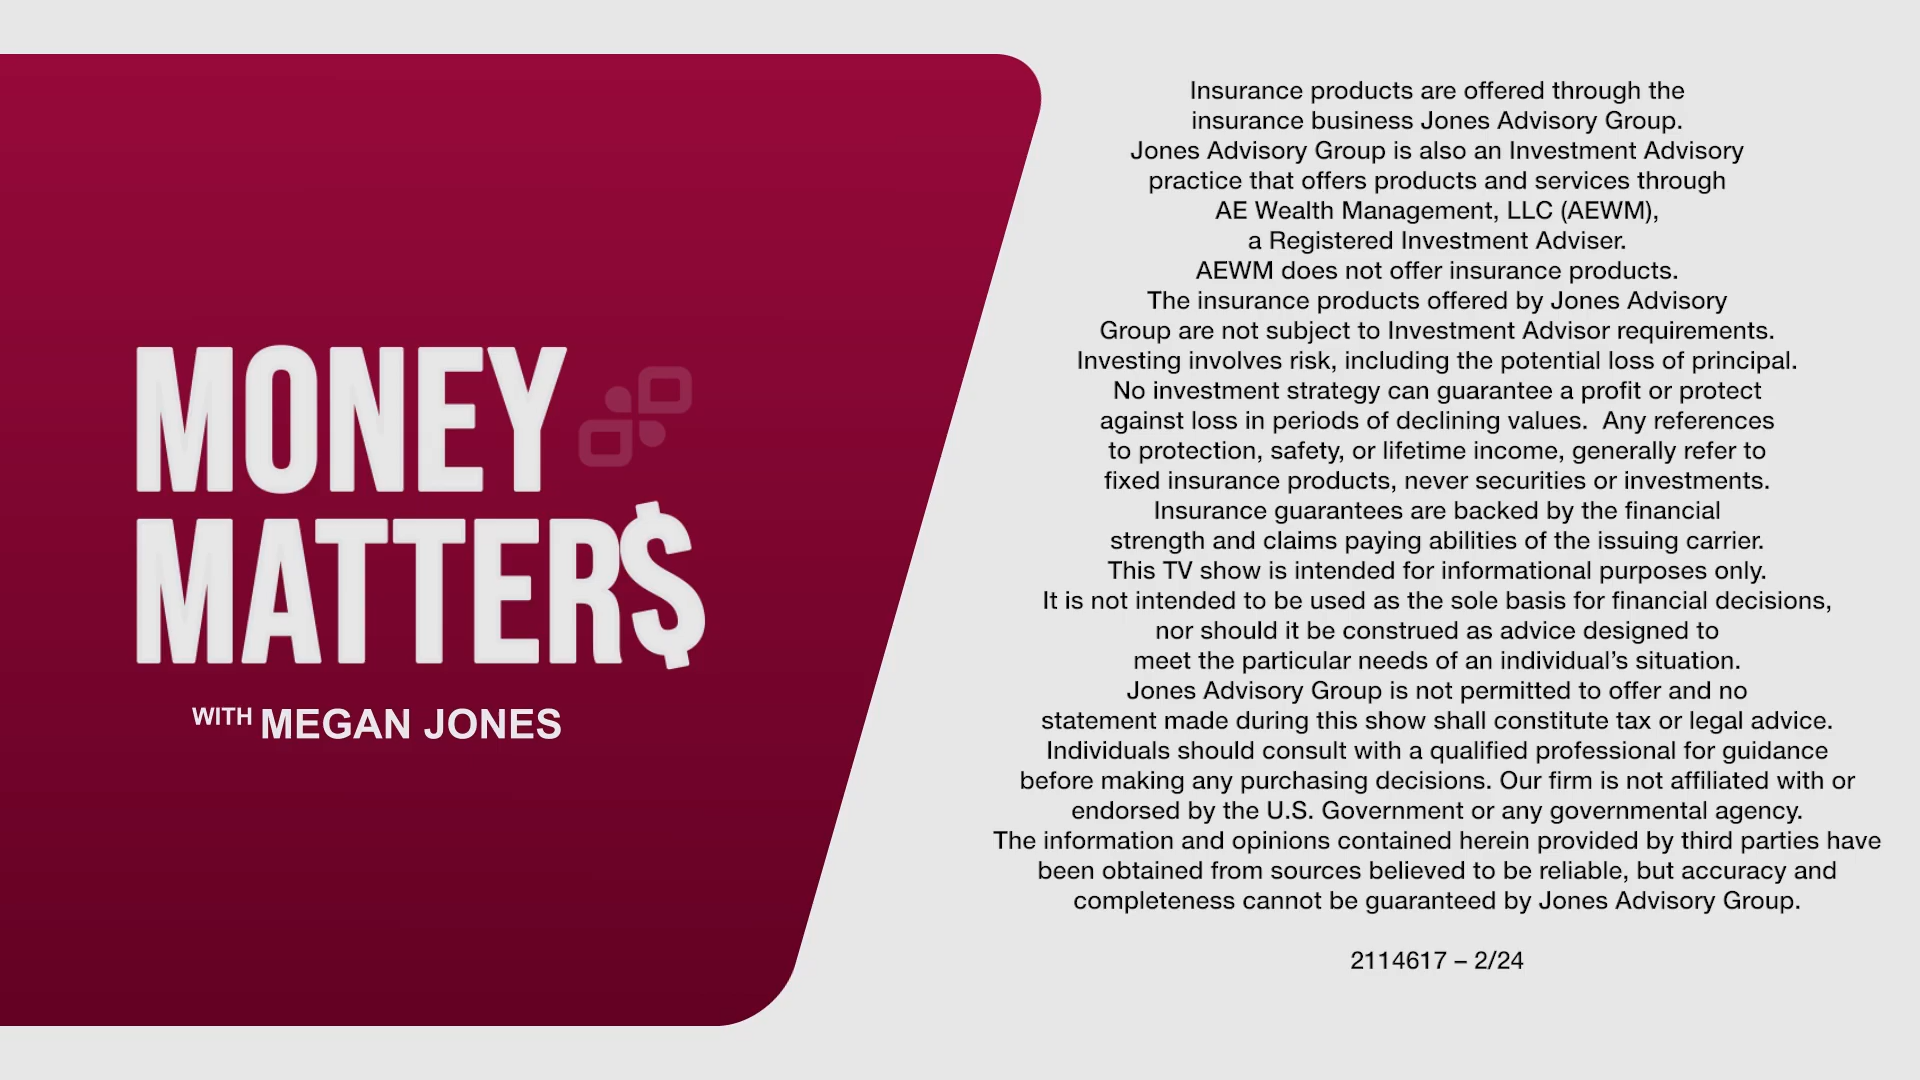 MONEY
MATTER$
WITH MEGAN JONES
Insurance products are offered through the
insurance business Jones Advisory Group.
Jones Advisory Group is also an Investment Advisory
practice that offers products and services through
AE Wealth Management, LLC (AEWM),
a Registered Investment Adviser.
AEWM does not offer insurance products.
The insurance products offered by Jones Advisory
Group are not subject to Investment Advisor requirements.
Investing involves risk, including the potential loss of principal.
No investment strategy can guarantee a profit or protect
against loss in periods of declining values.  Any references
to protection, safety, or lifetime income, generally refer to
fixed insurance products, never securities or investments.
Insurance guarantees are backed by the financial
strength and claims paying abilities of the issuing carrier.
This TV show is intended for informational purposes only.
It is not intended to be used as the sole basis for financial decisions,
nor should it be construed as advice designed to
meet the particular needs of an individual’s situation.
Jones Advisory Group is not permitted to offer and no
statement made during this show shall constitute tax or legal advice.
Individuals should consult with a qualified professional for guidance
before making any purchasing decisions. Our firm is not affiliated with or
endorsed by the U.S. Government or any governmental agency.
The information and opinions contained herein provided by third parties have
been obtained from sources believed to be reliable, but accuracy and
completeness cannot be guaranteed by Jones Advisory Group.
2114617 – 2/24